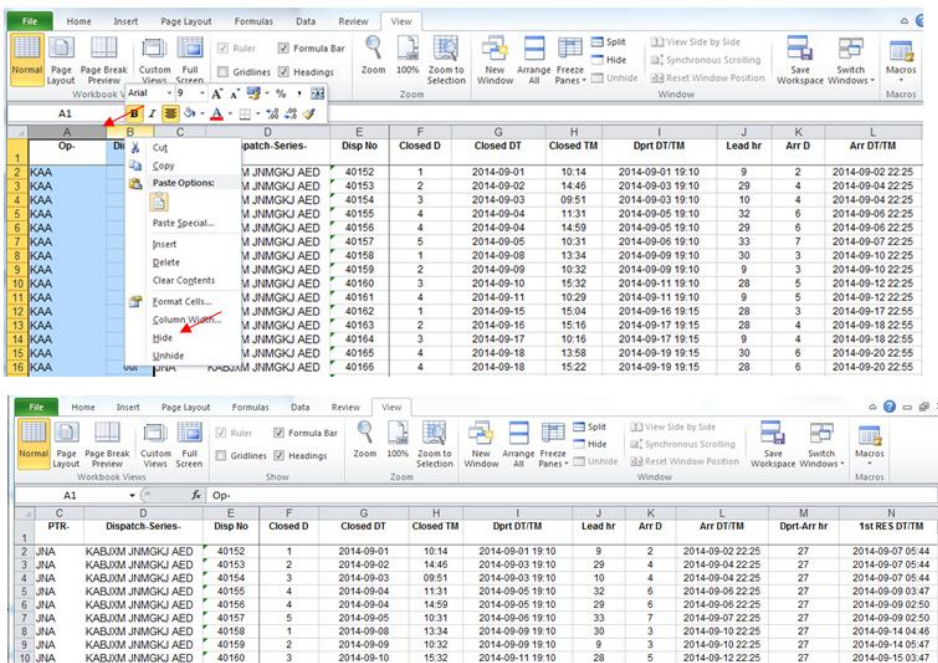 File Home Insert Page Layout Formulas Data Review View
Normal Page Layout Page Break Preview Custom Views Full Screen Ruler Formula Bar Gridlines Headings Zoom 100% Zoom to Selection New Window Arrange All Freeze Panes Split Hide Unhide View Side by Side Synchronous Scrolling Reset Window Position Save Workspace Switch Windows Macros
Zoom Window Macros
Arial 9 A A % ,
A1 B I A
A B C D E F G H I J K L
1 Op- Disp No Closed D Closed DT Closed TM Dprt DT/TM Lead hr Arr D Arr DT/TM
2 KAA M JNMGKJ AED 40152 1 2014-09-01 10:14 2014-09-01 19:10 9 2 2014-09-02 22:25
3 KAA M JNMGKJ AED 40153 2 2014-09-02 14:46 2014-09-03 19:10 29 4 2014-09-04 22:25
4 KAA M JNMGKJ AED 40154 3 2014-09-03 09:51 2014-09-03 19:10 10 4 2014-09-04 22:25
5 KAA M JNMGKJ AED 40155 4 2014-09-04 11:31 2014-09-05 19:10 32 6 2014-09-06 22:25
6 KAA M JNMGKJ AED 40156 4 2014-09-04 14:59 2014-09-05 19:10 29 6 2014-09-06 22:25
7 KAA M JNMGKJ AED 40157 5 2014-09-05 10:31 2014-09-06 19:10 33 7 2014-09-07 22:25
8 KAA M JNMGKJ AED 40158 1 2014-09-08 13:34 2014-09-09 19:10 30 3 2014-09-10 22:25
9 KAA M JNMGKJ AED 40159 2 2014-09-09 10:32 2014-09-09 19:10 9 3 2014-09-10 22:25
10 KAA M JNMGKJ AED 40160 3 2014-09-10 15:32 2014-09-11 19:10 28 5 2014-09-12 22:25
11 KAA M JNMGKJ AED 40161 4 2014-09-11 10:29 2014-09-11 19:10 9 5 2014-09-12 22:25
12 KAA M JNMGKJ AED 40162 1 2014-09-15 15:04 2014-09-16 19:15 28 3 2014-09-17 22:55
13 KAA M JNMGKJ AED 40163 2 2014-09-16 15:16 2014-09-17 19:15 28 4 2014-09-18 22:55
14 KAA M JNMGKJ AED 40164 3 2014-09-17 10:16 2014-09-17 19:15 9 4 2014-09-18 22:55
15 KAA M JNMGKJ AED 40165 4 2014-09-18 13:58 2014-09-19 19:15 30 6 2014-09-20 22:55
16 KAA out JNA KABJXM JNMGKJ AED 40166 4 2014-09-18 15:22 2014-09-19 19:15 28 6 2014-09-20 22:55
Cut
Copy
Paste Options:
Paste Special...
Insert
Delete
Clear Contents
Format Cells...
Column Width...
Hide
Unhide
File Home Insert Page Layout Formulas Data Review View
Normal Page Layout Page Break Preview Custom Views Full Screen Ruler Formula Bar Gridlines Headings Zoom 100% Zoom to Selection New Window Arrange All Freeze Panes Split Hide Unhide View Side by Side Synchronous Scrolling Reset Window Position Save Workspace Switch Windows Macros
Workbook Views Show Zoom Window Macros
A1 fx Op-
C D E F G H I J K L M N
1 PTR- Dispatch-Series- Disp No Closed D Closed DT Closed TM Dprt DT/TM Lead hr Arr D Arr DT/TM Dprt-Arr hr 1st RES DT/TM
2 JNA KABJXM JNMGKJ AED 40152 1 2014-09-01 10:14 2014-09-01 19:10 9 2 2014-09-02 22:25 27 2014-09-07 05:44
3 JNA KABJXM JNMGKJ AED 40153 2 2014-09-02 14:46 2014-09-03 19:10 29 4 2014-09-04 22:25 27 2014-09-07 05:44
4 JNA KABJXM JNMGKJ AED 40154 3 2014-09-03 09:51 2014-09-03 19:10 10 4 2014-09-04 22:25 27 2014-09-07 05:44
5 JNA KABJXM JNMGKJ AED 40155 4 2014-09-04 11:31 2014-09-05 19:10 32 6 2014-09-06 22:25 27 2014-09-09 03:47
6 JNA KABJXM JNMGKJ AED 40156 4 2014-09-04 14:59 2014-09-05 19:10 29 6 2014-09-06 22:25 27 2014-09-09 02:50
7 JNA KABJXM JNMGKJ AED 40157 5 2014-09-05 10:31 2014-09-06 19:10 33 7 2014-09-07 22:25 27 2014-09-09 02:50
8 JNA KABJXM JNMGKJ AED 40158 1 2014-09-08 13:34 2014-09-09 19:10 30 3 2014-09-10 22:25 27 2014-09-14 04:46
9 JNA KABJXM JNMGKJ AED 40159 2 2014-09-09 10:32 2014-09-09 19:10 9 3 2014-09-10 22:25 27 2014-09-14 05:47
10 JNA KABJXM JNMGKJ AED 40160 3 2014-09-10 15:32 2014-09-11 19:10 28 5 2014-09-12 22:25 27 2014-09-15 03:47